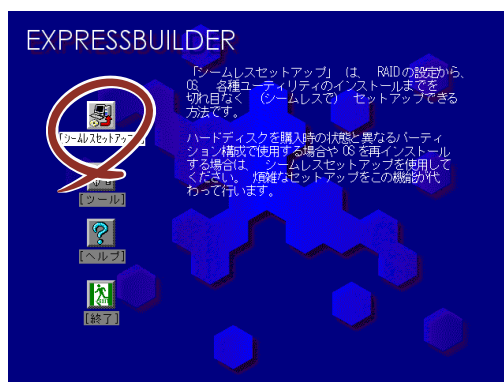 EXPRESSBUILDER
「シームレスセットアップ」 は、 RAIDの設定から、
OS、各種ユーティリティのインストールまでを
切れ目なく (シームレスで) セットアップできる
方法です。
ハードディスクを購入時の状態と異なるパーティ
ション構成で使用する場合や OSを再インストール
する場合は、 シームレスセットアップを使用して
ください。 煩雑なセットアップをこの機能が代
わって行います。
[シームレスセットアップ]
[ツール]
[ヘルプ]
[終了]